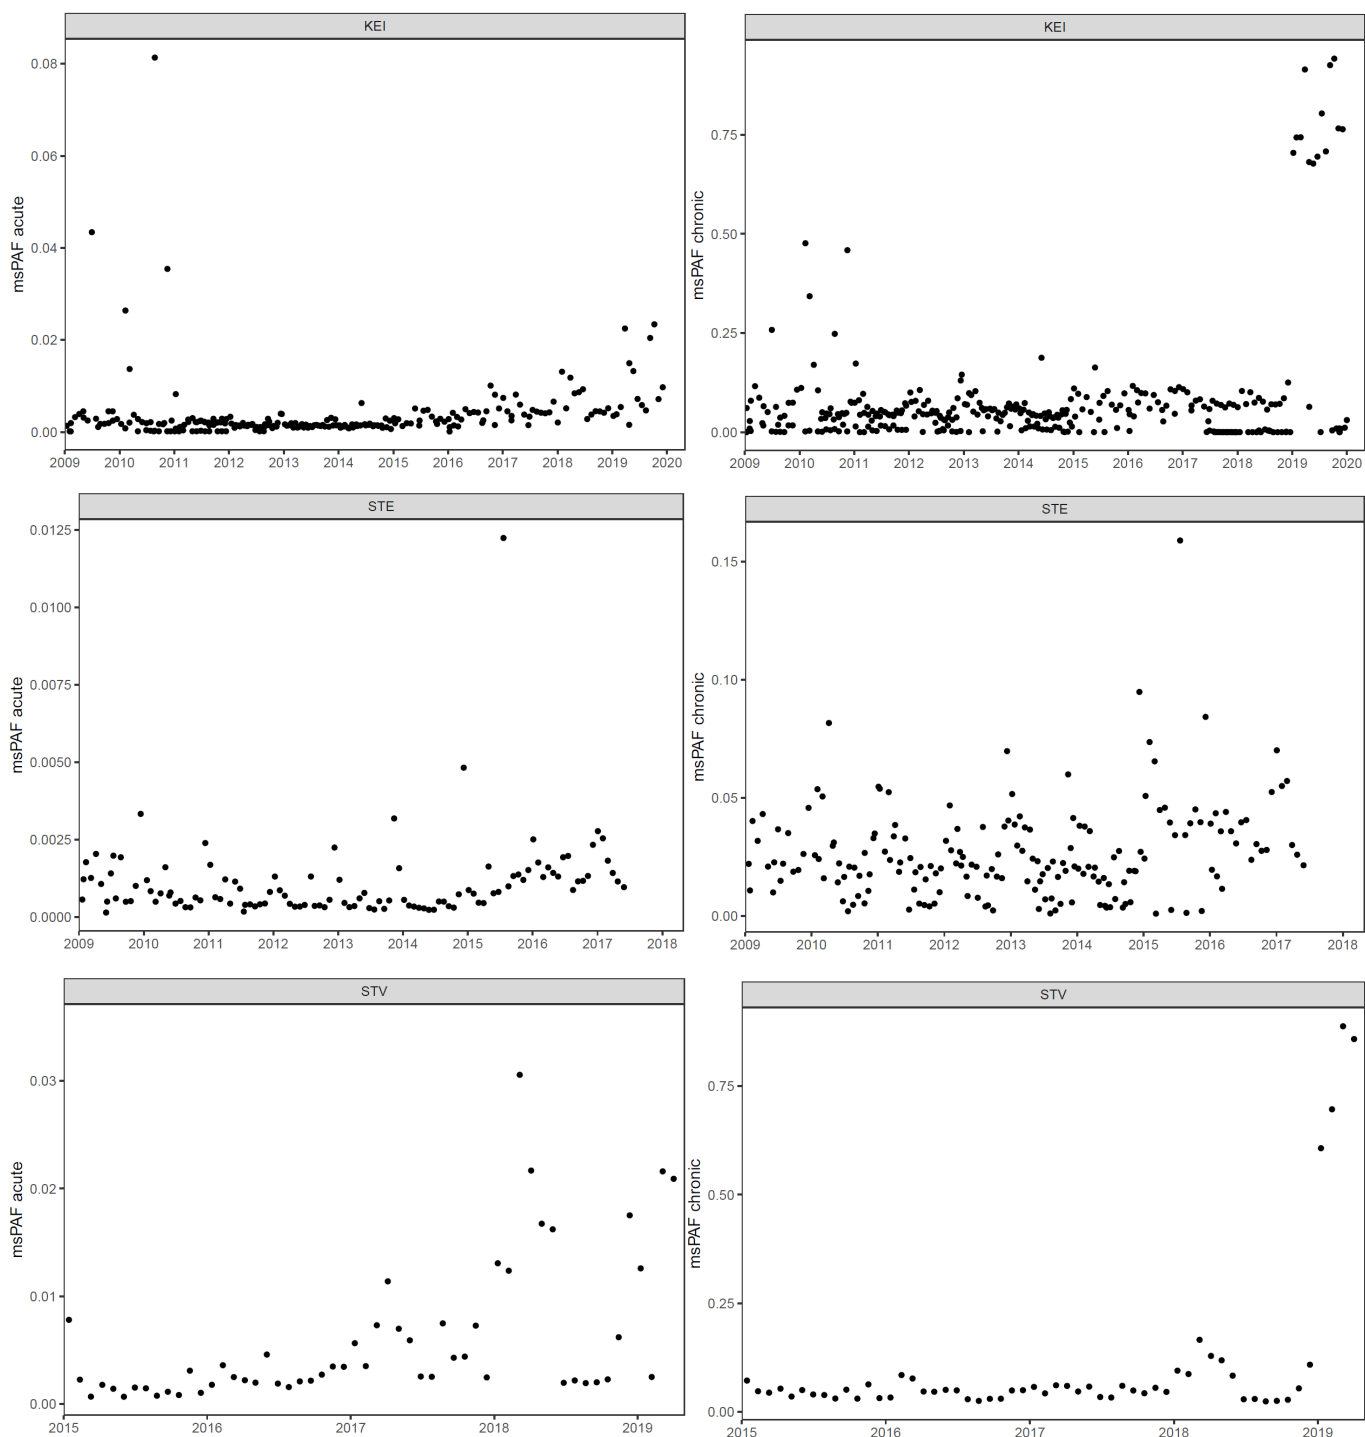 KEI
msPAF acute
0.08
0.06
0.04
0.02
0.00
2009 2010 2011 2012 2013 2014 2015 2016 2017 2018 2019 2020
KEI
msPAF chronic
0.75
0.50
0.25
0.00
2009 2010 2011 2012 2013 2014 2015 2016 2017 2018 2019 2020
STE
msPAF acute
0.0125
0.0100
0.0075
0.0050
0.0025
0.0000
2009 2010 2011 2012 2013 2014 2015 2016 2017 2018
STE
msPAF chronic
0.15
0.10
0.05
0.00
2009 2010 2011 2012 2013 2014 2015 2016 2017 2018
STV
msPAF acute
0.03
0.02
0.01
0.00
2015 2016 2017 2018 2019
STV
msPAF chronic
0.75
0.50
0.25
0.00
2015 2016 2017 2018 2019